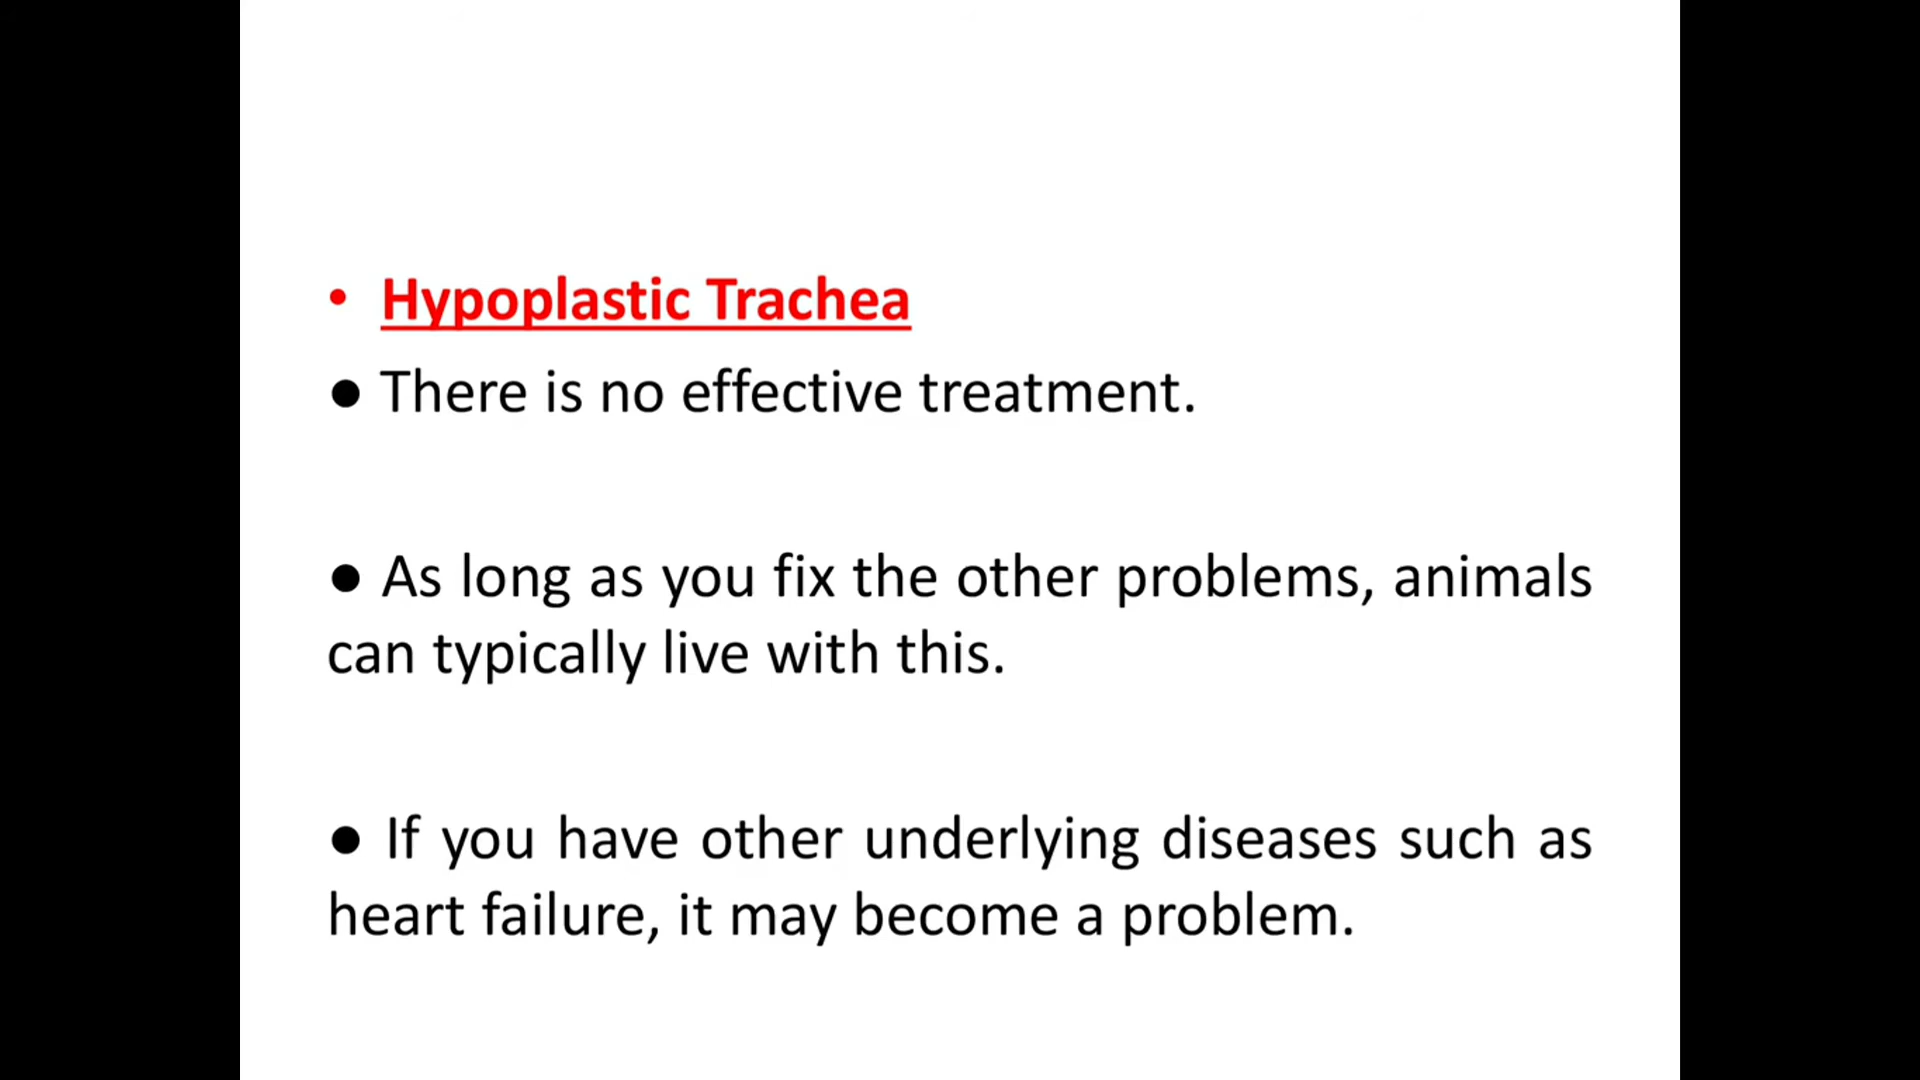 • Hypoplastic Trachea
● There is no effective treatment.
● As long as you fix the other problems, animals
can typically live with this.
● If you have other underlying diseases such as
heart failure, it may become a problem.